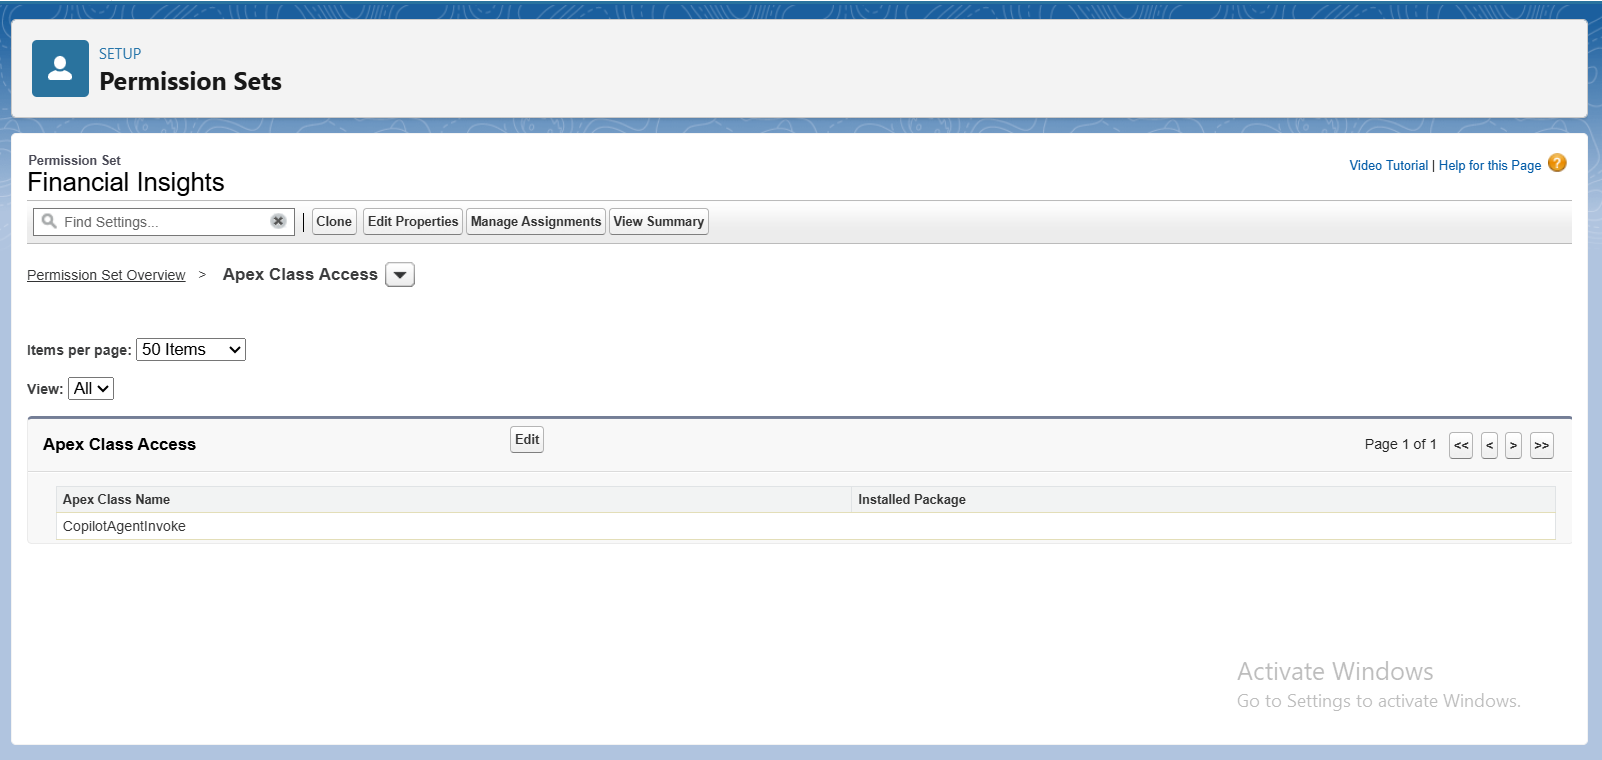 SETUP
Permission Sets
Permission Set
Financial Insights
Video Tutorial | Help for this Page ?
Find Settings... Clone Edit Properties Manage Assignments View Summary
Permission Set Overview > Apex Class Access
Items per page: 50 Items
View: All
Apex Class Access Edit Page 1 of 1 << < > >>
Apex Class Name Installed Package
CopilotAgentInvoke
Activate Windows
Go to Settings to activate Windows.